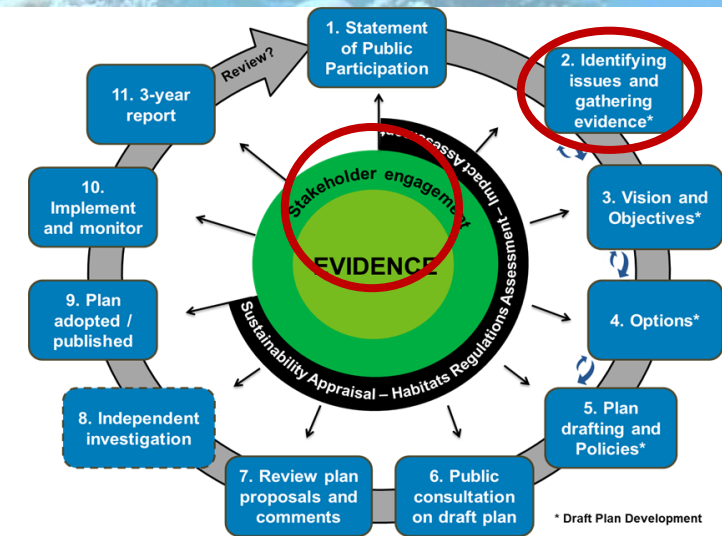 1. Statement
of Public
Participation
2. Identifying
issues and
gathering
evidence*
3. Vision and
Objectives*
4. Options*
5. Plan
drafting and
Policies*
6. Public
consultation
on draft plan
7. Review plan
proposals and
comments
8. Independent
investigation
9. Plan
adopted /
published
10.
Implement
and monitor
11. 3-year
report
Review?
Stakeholder engagement
EVIDENCE
Sustainability Appraisal – Habitats Regulations Assessment – Impact Assessment
* Draft Plan Development